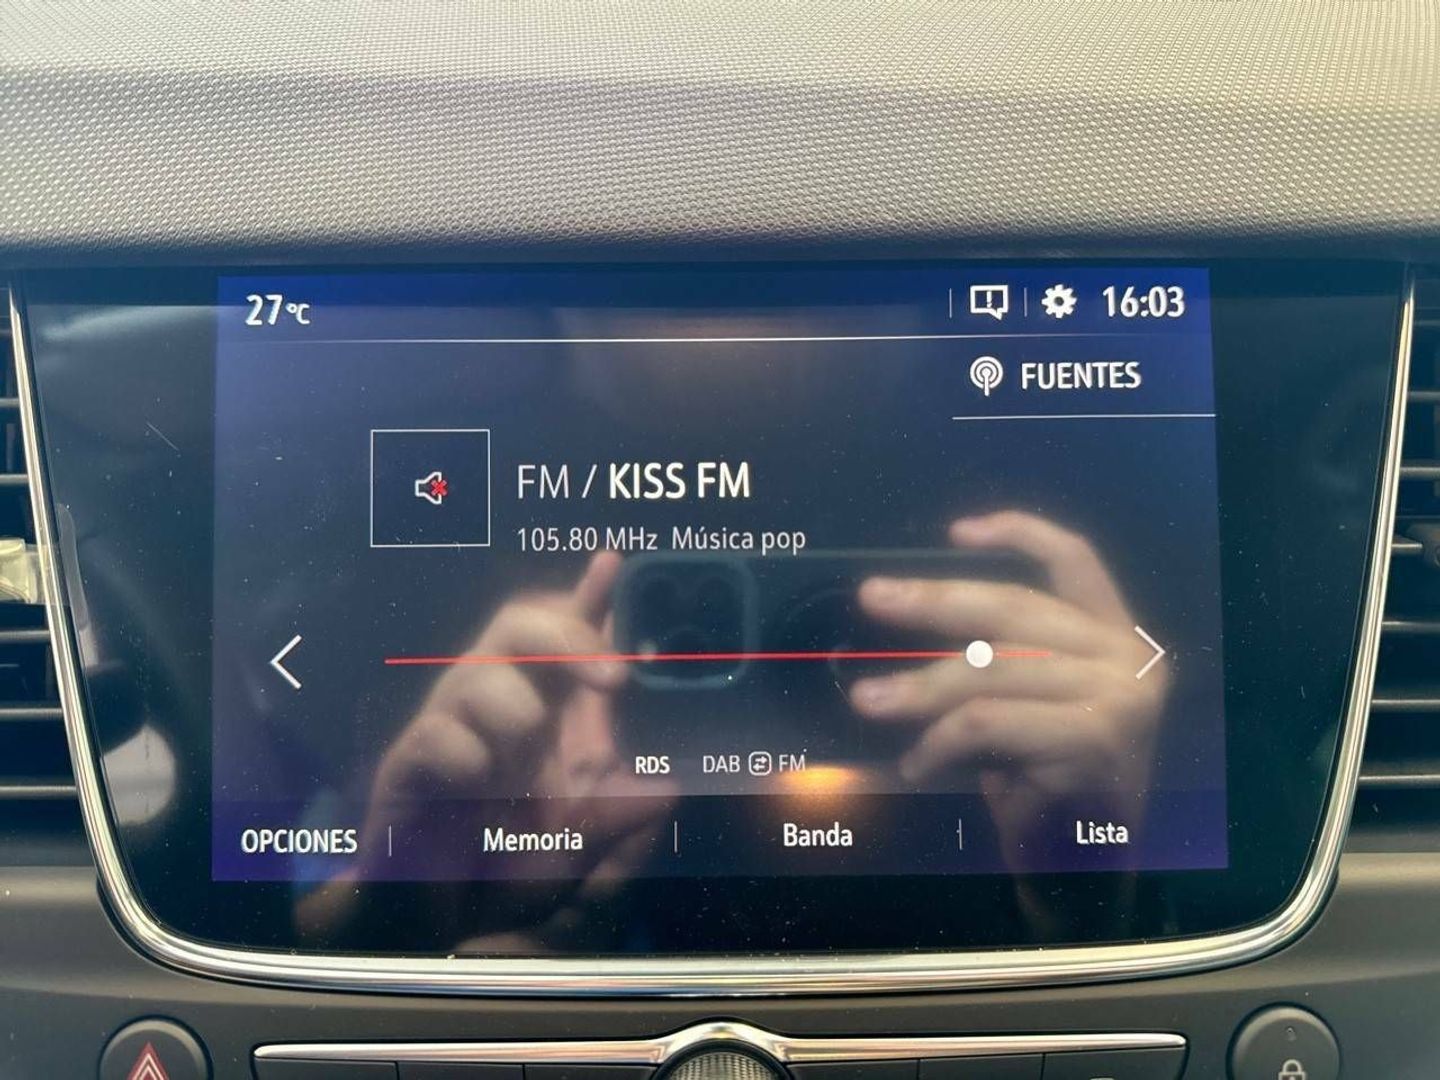 27°C 16:03
FUENTES
FM / KISS FM
105.80 MHz Música pop
RDS DAB FM
OPCIONES Memoria Banda Lista